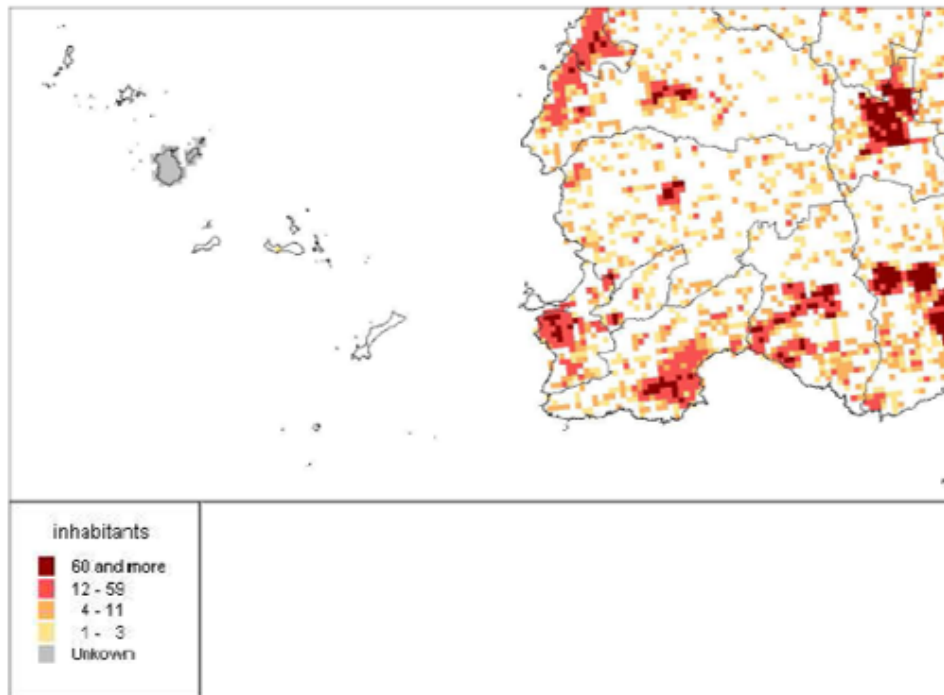 inhabitants
60 and more
12 - 59
4 - 11
1 - 3
Unkown